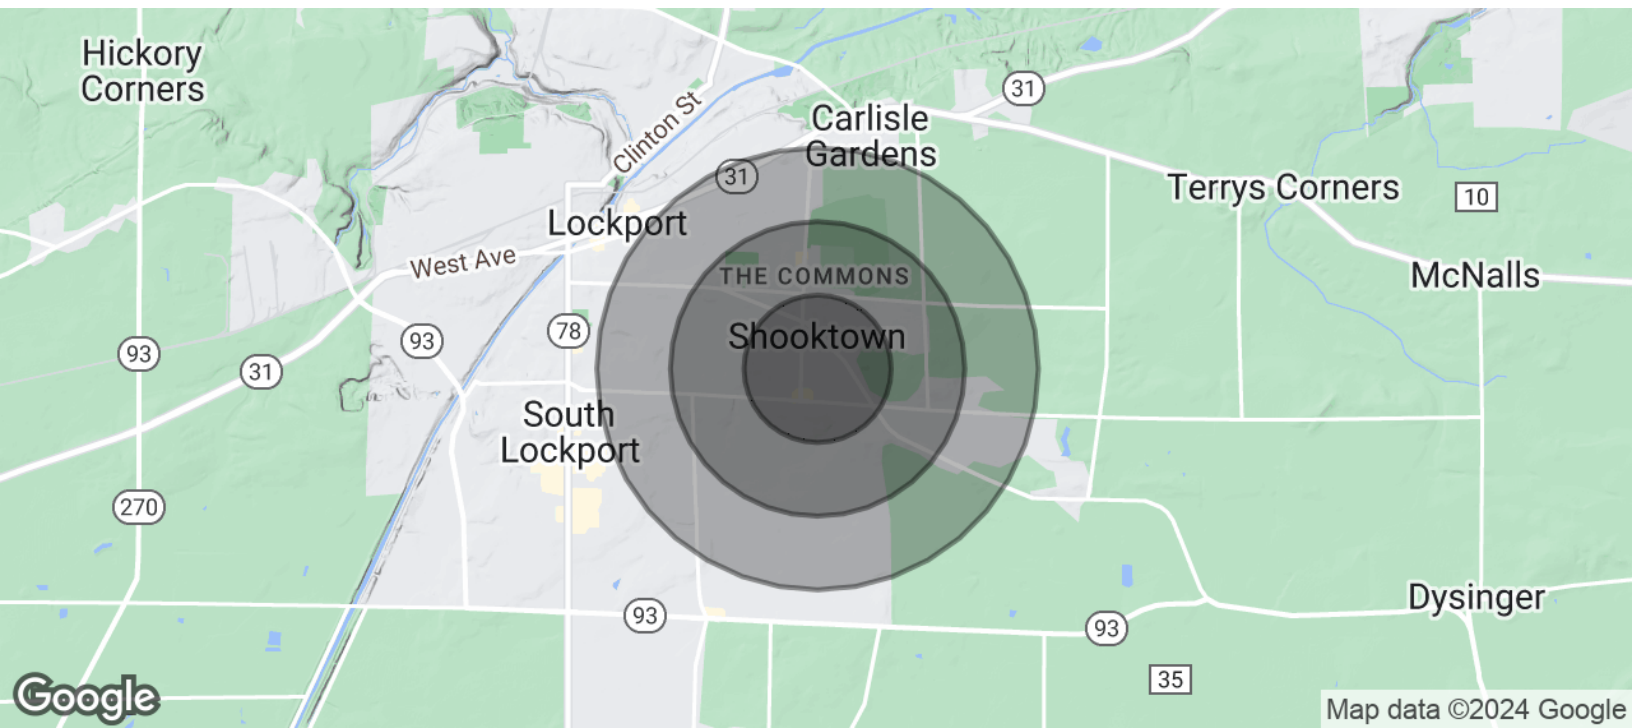 Hickory
Corners
Clinton St
31
Carlisle
Gardens
31
Terrys Corners
10
Lockport
West Ave
THE COMMONS
McNalls
Shooktown
93
93
78
31
South
Lockport
270
93
93
Dysinger
35
Google
Map data ©2024 Google